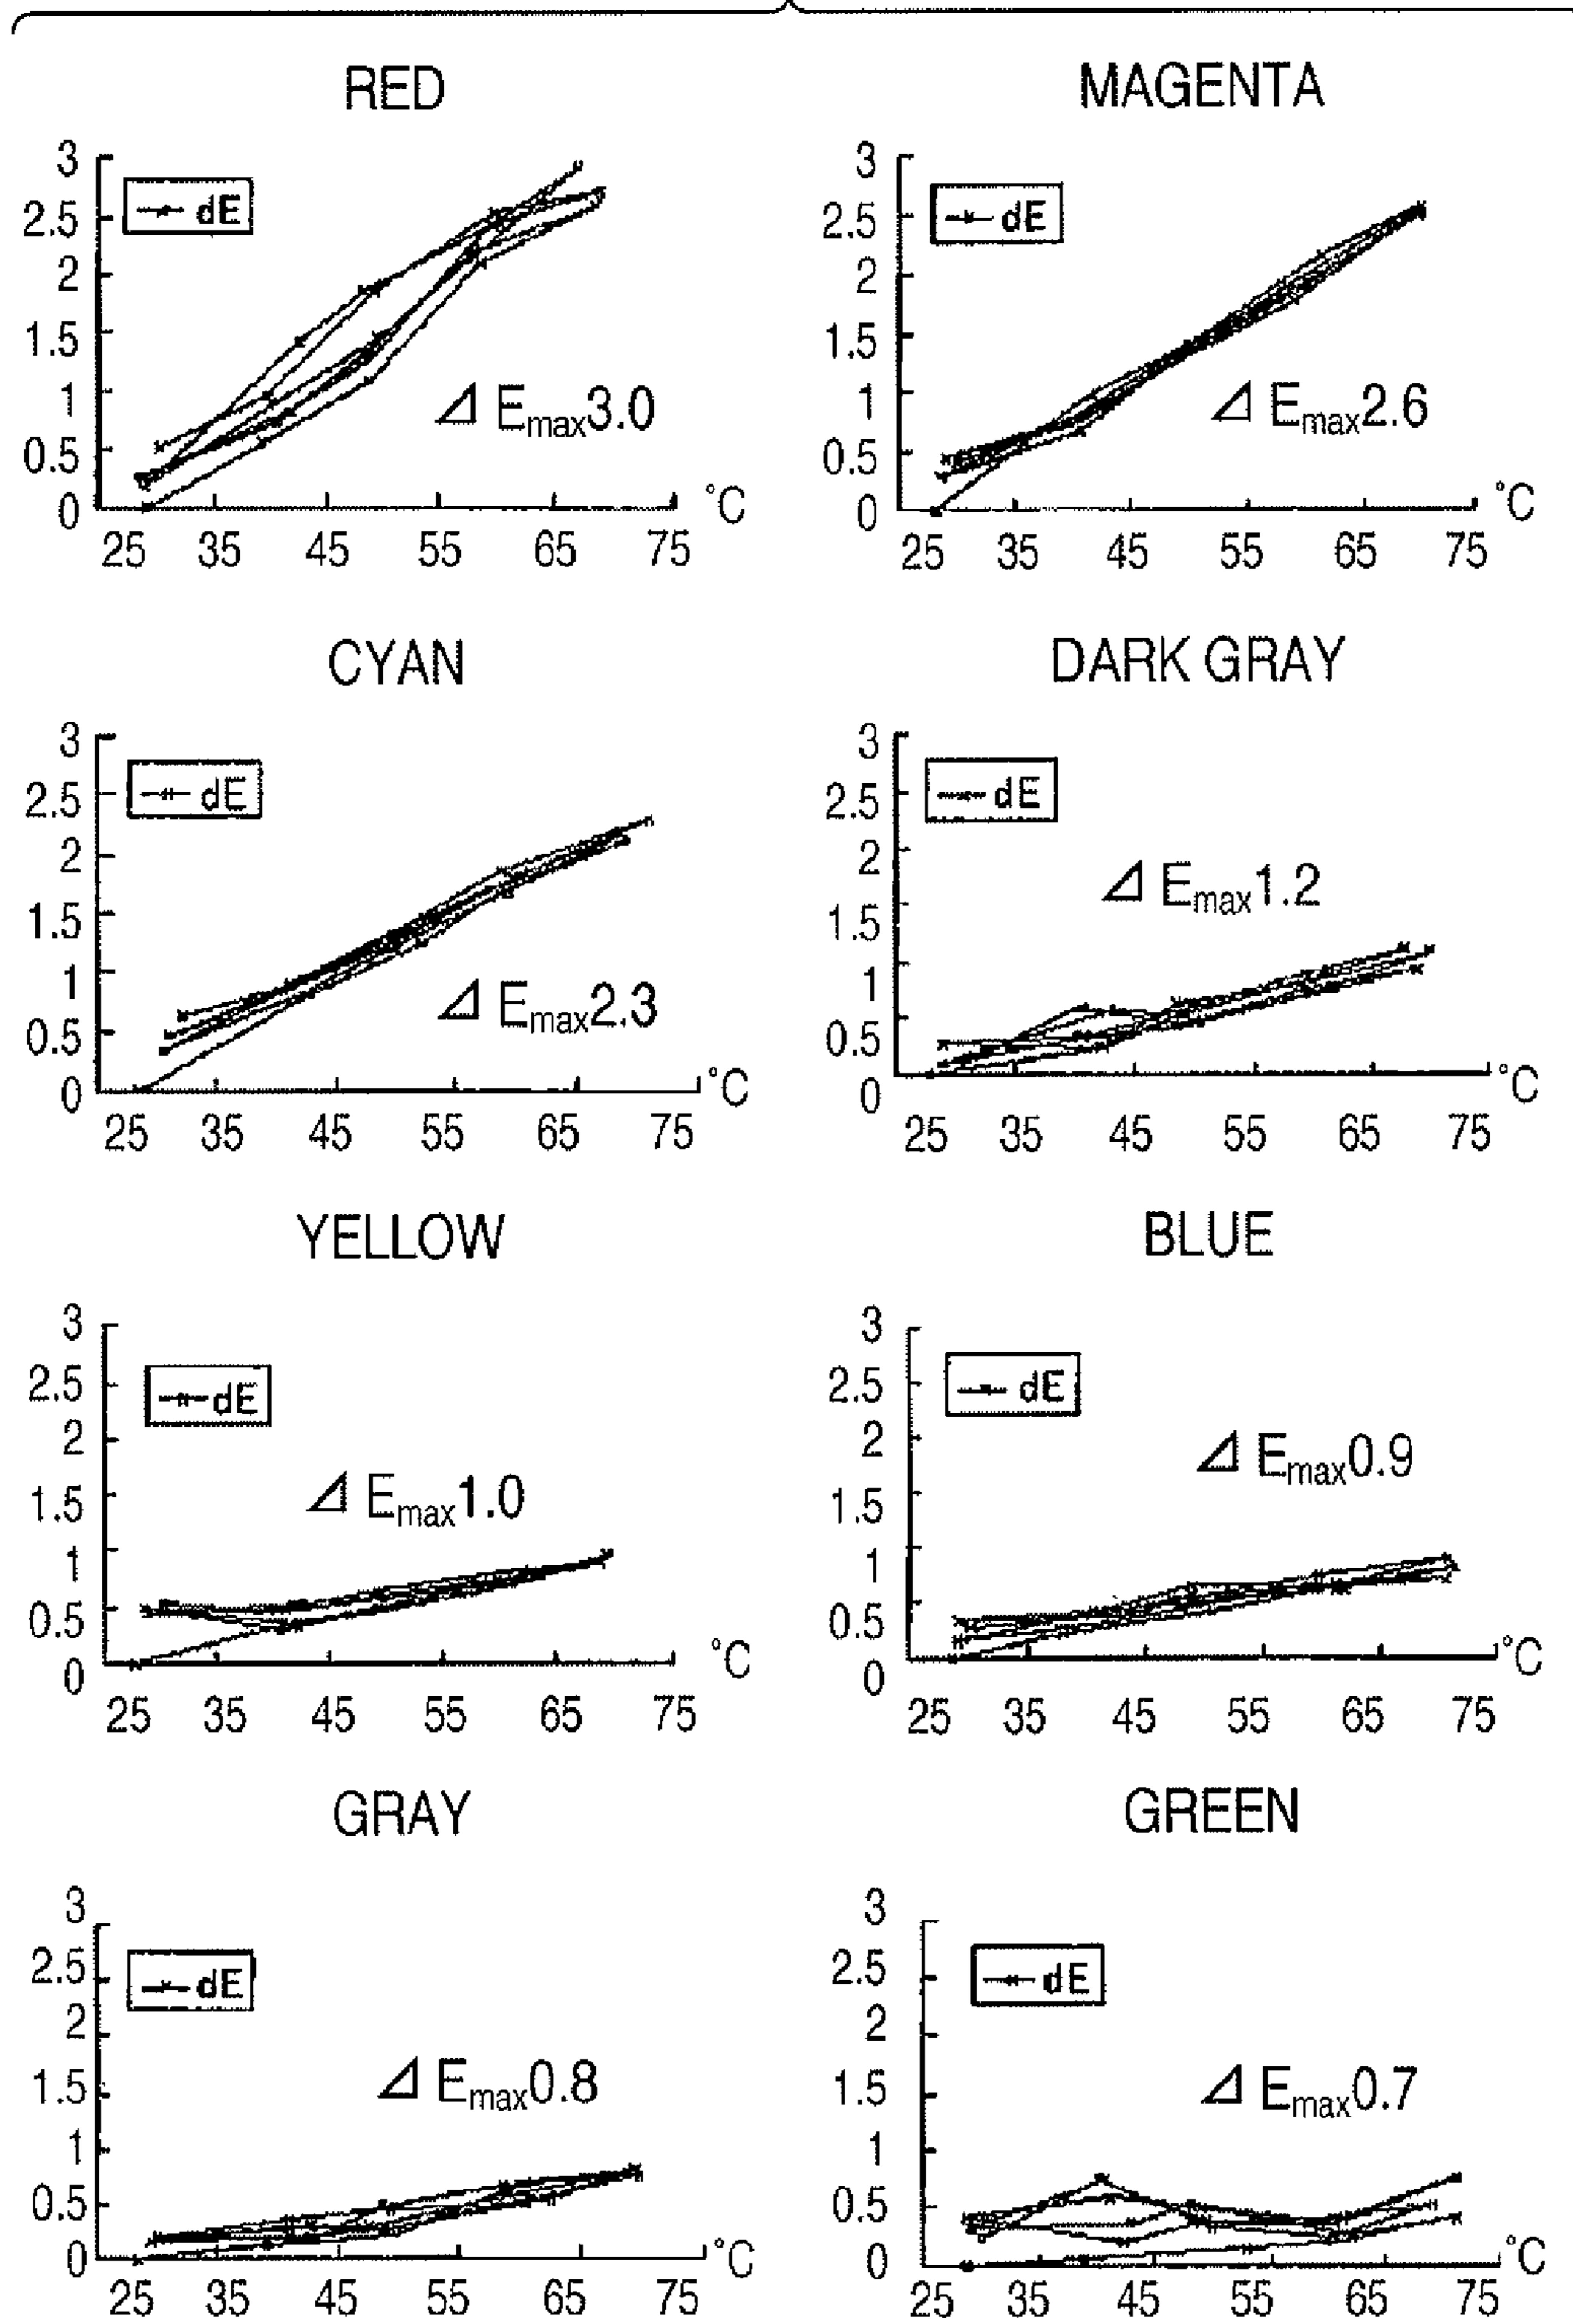 RED
3
2.5
2
1.5
1
0.5
0
dE
⊿ Emax3.0
°C
25 35 45 55 65 75
MAGENTA
3
2.5
2
1.5
1
0.5
0
dE
⊿ Emax2.6
°C
25 35 45 55 65 75
CYAN
3
2.5
2
1.5
1
0.5
0
dE
⊿ Emax2.3
°C
25 35 45 55 65 75
DARK GRAY
3
2.5
2
1.5
1
0.5
0
dE
⊿ Emax1.2
°C
25 35 45 55 65 75
YELLOW
3
2.5
2
1.5
1
0.5
0
dE
⊿ Emax1.0
°C
25 35 45 55 65 75
BLUE
3
2.5
2
1.5
1
0.5
0
dE
⊿ Emax0.9
°C
25 35 45 55 65 75
GRAY
3
2.5
2
1.5
1
0.5
0
dE
⊿ Emax0.8
°C
25 35 45 55 65 75
GREEN
3
2.5
2
1.5
1
0.5
0
dE
⊿ Emax0.7
°C
25 35 45 55 65 75